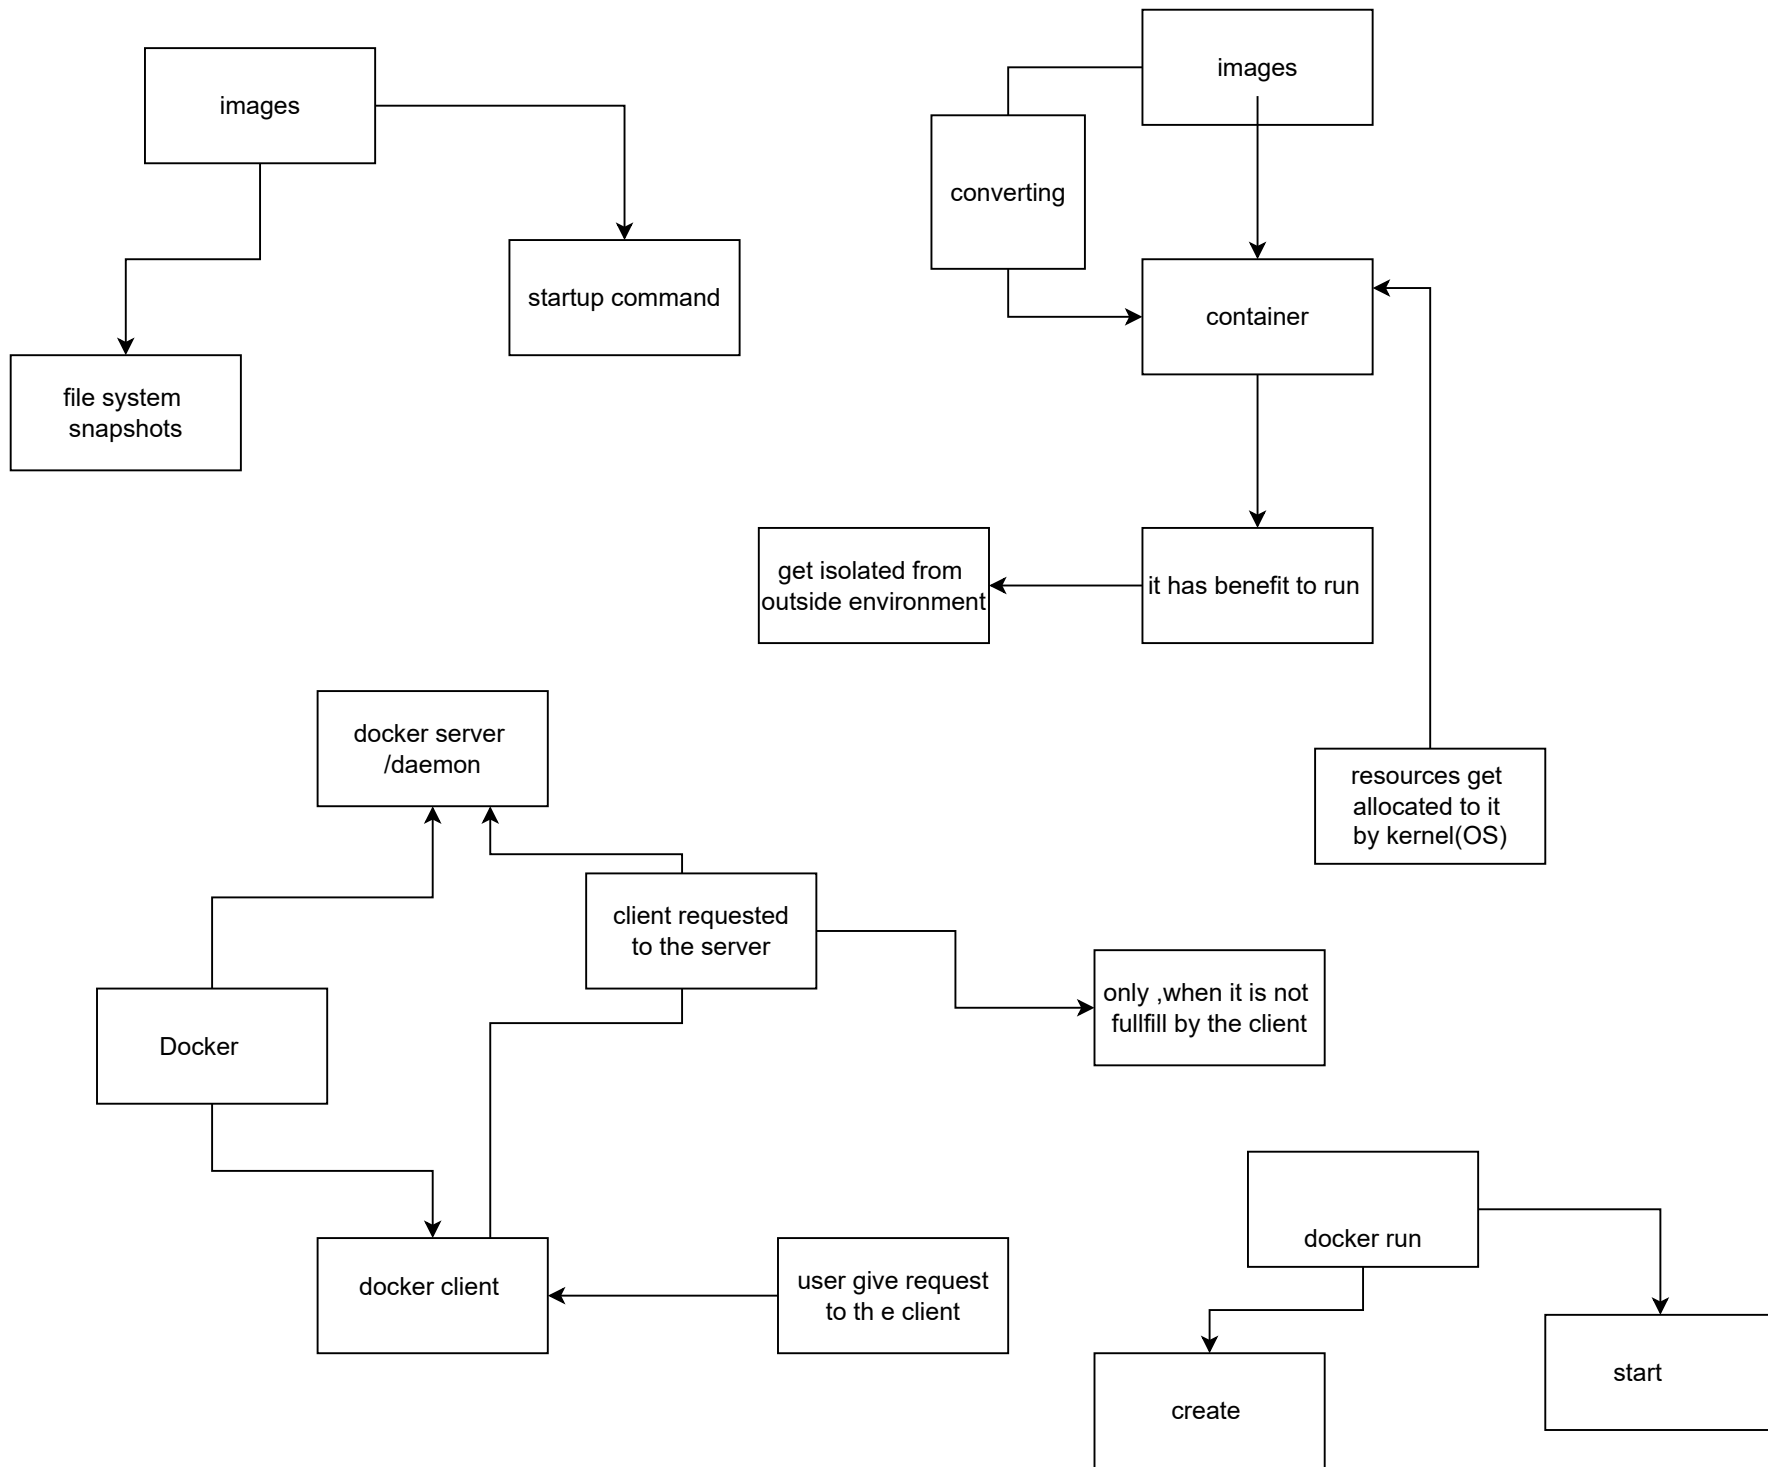 images
startup command
file system
snapshots
images
converting
container
get isolated from
outside environment
it has benefit to run
resources get
allocated to it
by kernel(OS)
docker server
/daemon
client requested
to the server
only ,when it is not
fullfill by the client
Docker
docker client
user give request
to th e client
docker run
create
start